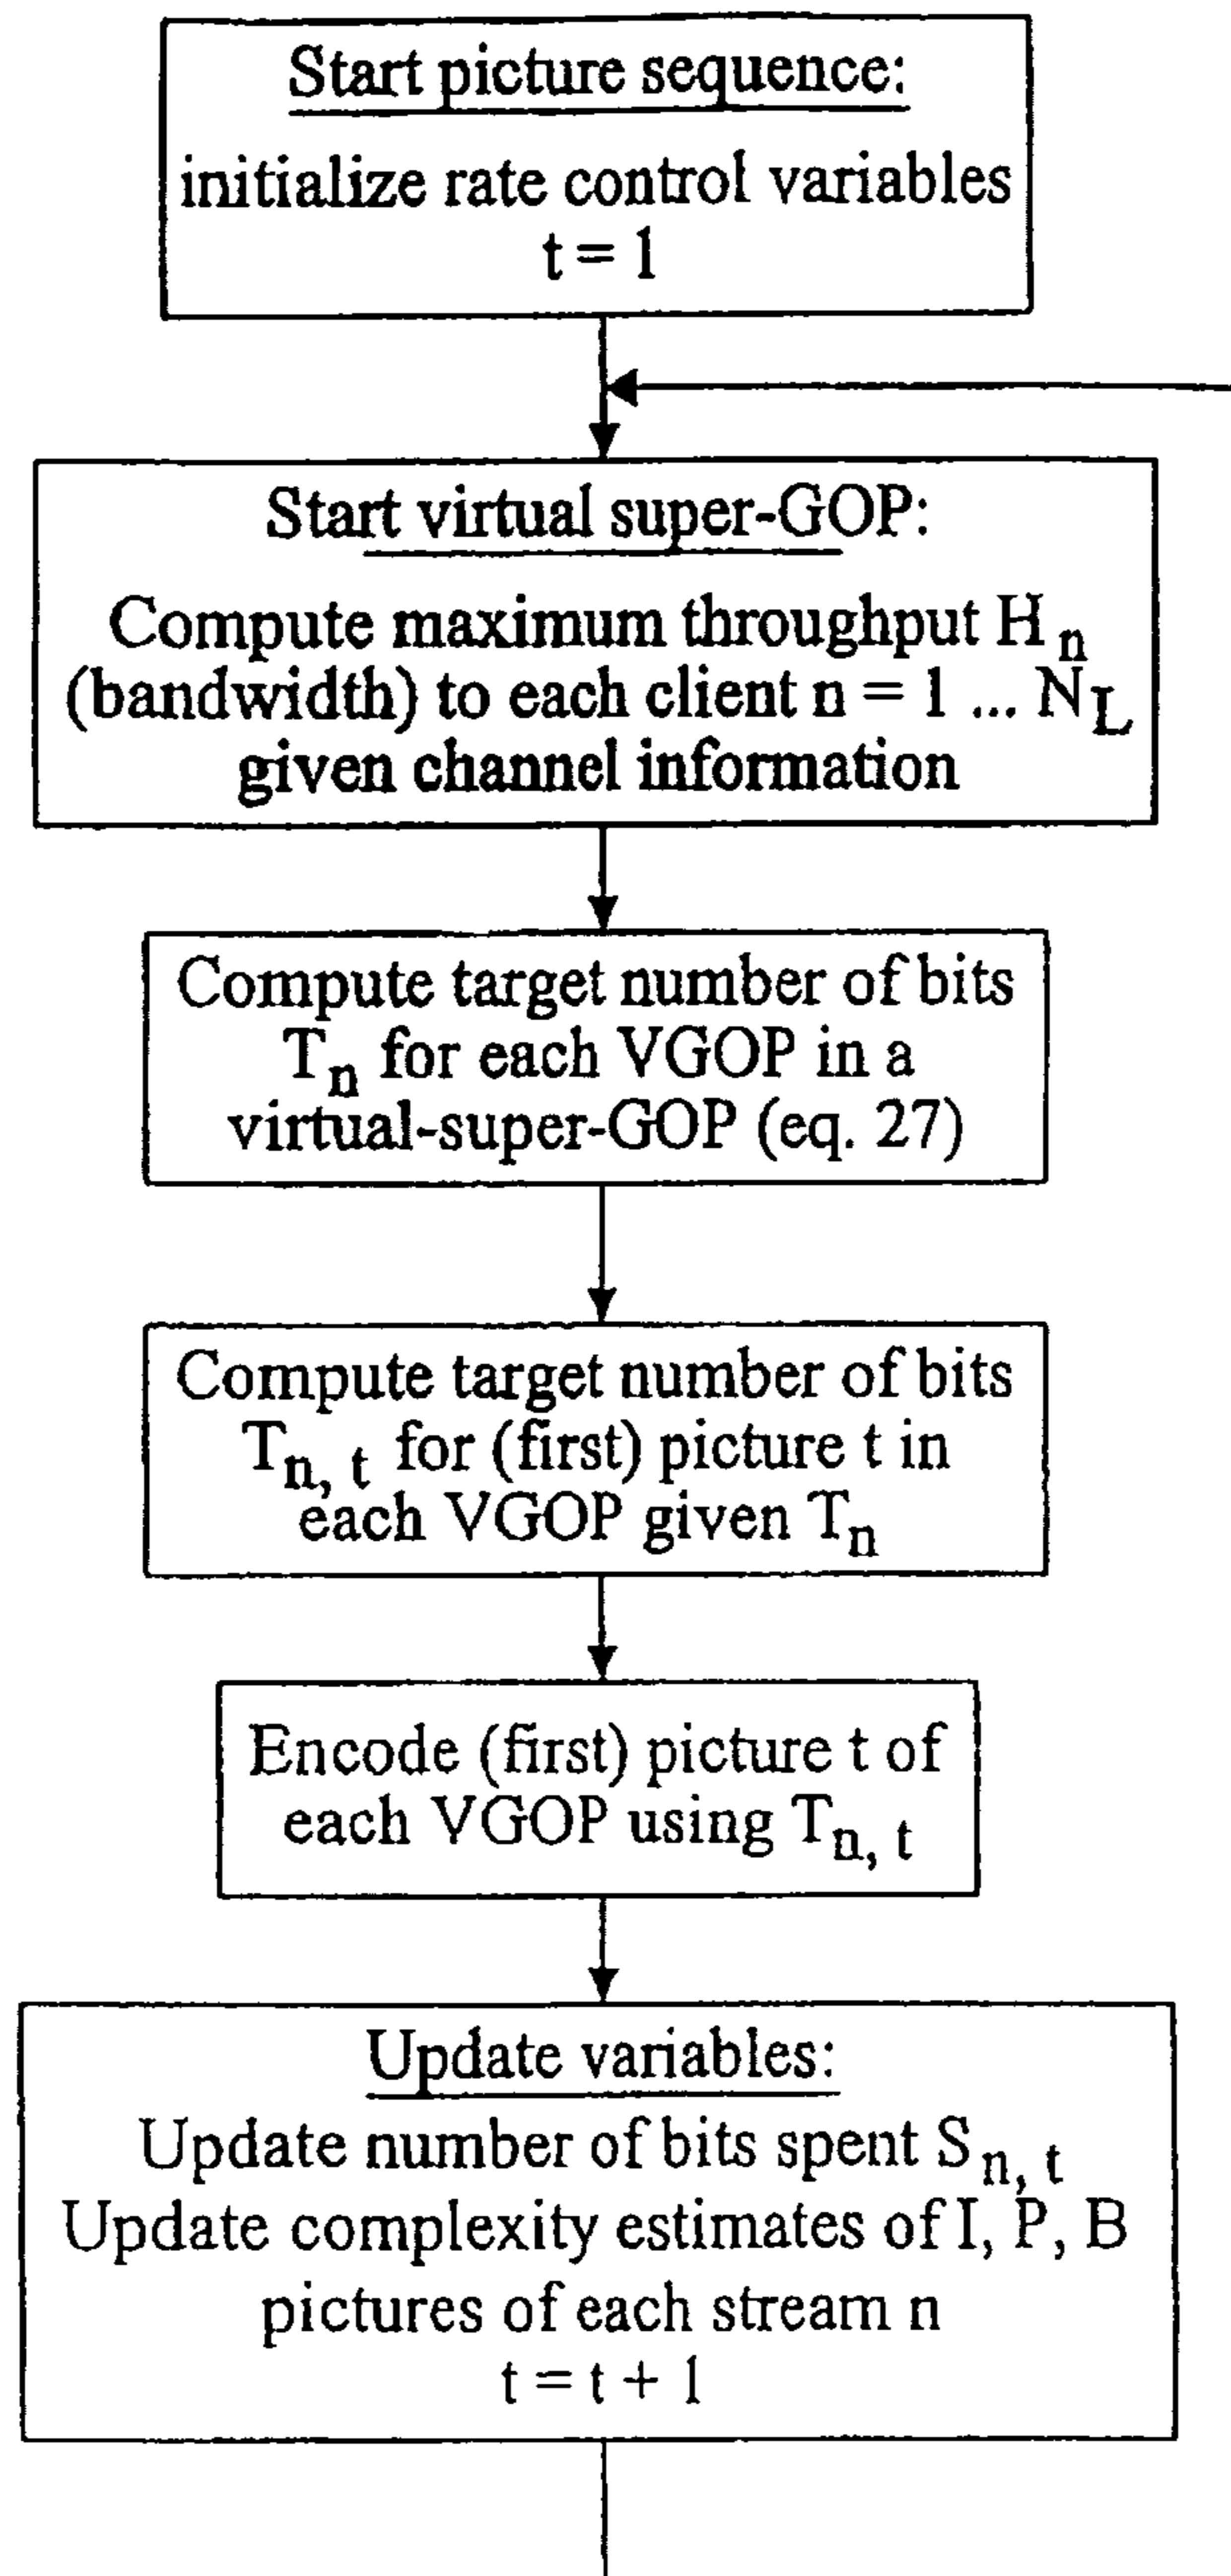 Start picture sequence:
initialize rate control variables
t = 1
Start virtual super-GOP:
Compute maximum throughput H n
(bandwidth) to each client n = 1 ... N L
given channel information
Compute target number of bits
T n for each VGOP in a
virtual-super-GOP (eq. 27)
Compute target number of bits
T n, t for (first) picture t in
each VGOP given T n
Encode (first) picture t of
each VGOP using T n, t
Update variables:
Update number of bits spent S n, t
Update complexity estimates of I, P, B
pictures of each stream n
t = t + 1